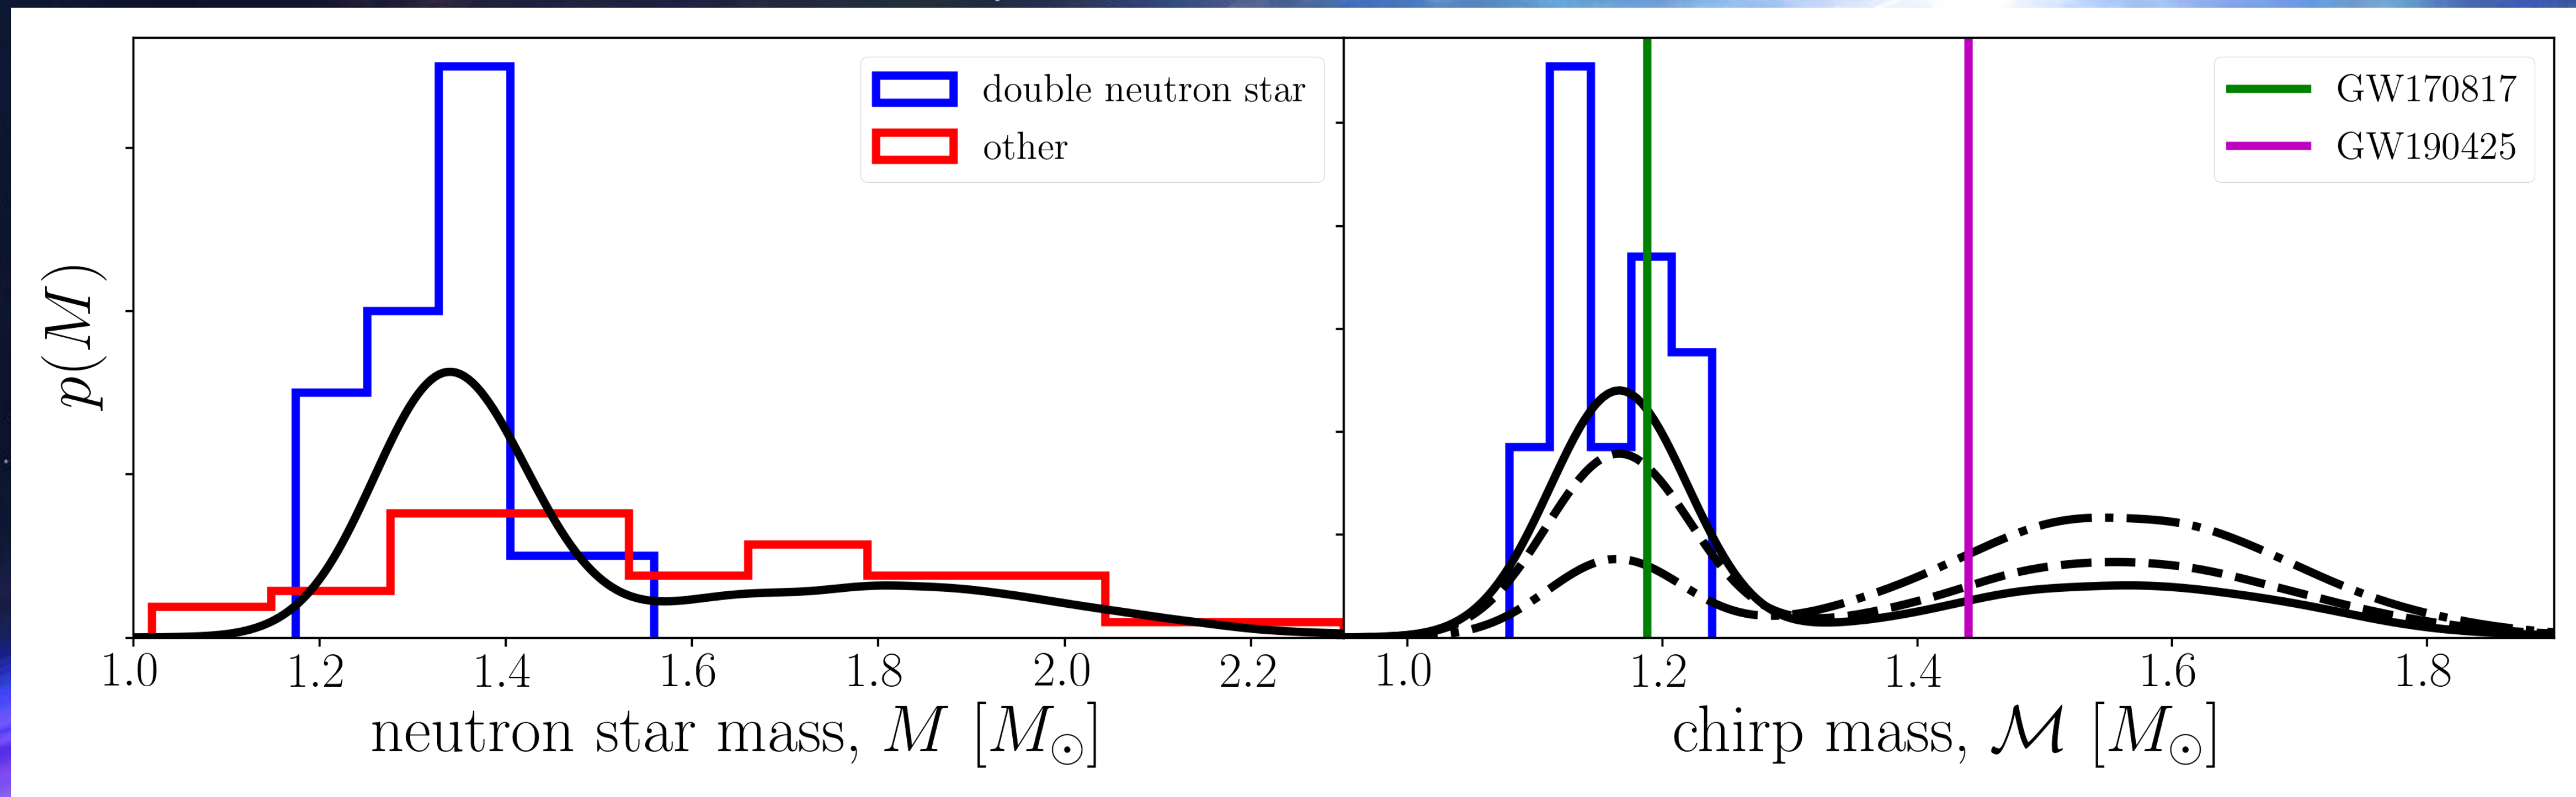 double neutron star
other
GW170817
GW190425
p(M)
1.0 1.2 1.4 1.6 1.8 2.0 2.2
1.0 1.2 1.4 1.6 1.8
neutron star mass, M [M⊙]
chirp mass, ℳ [M⊙]